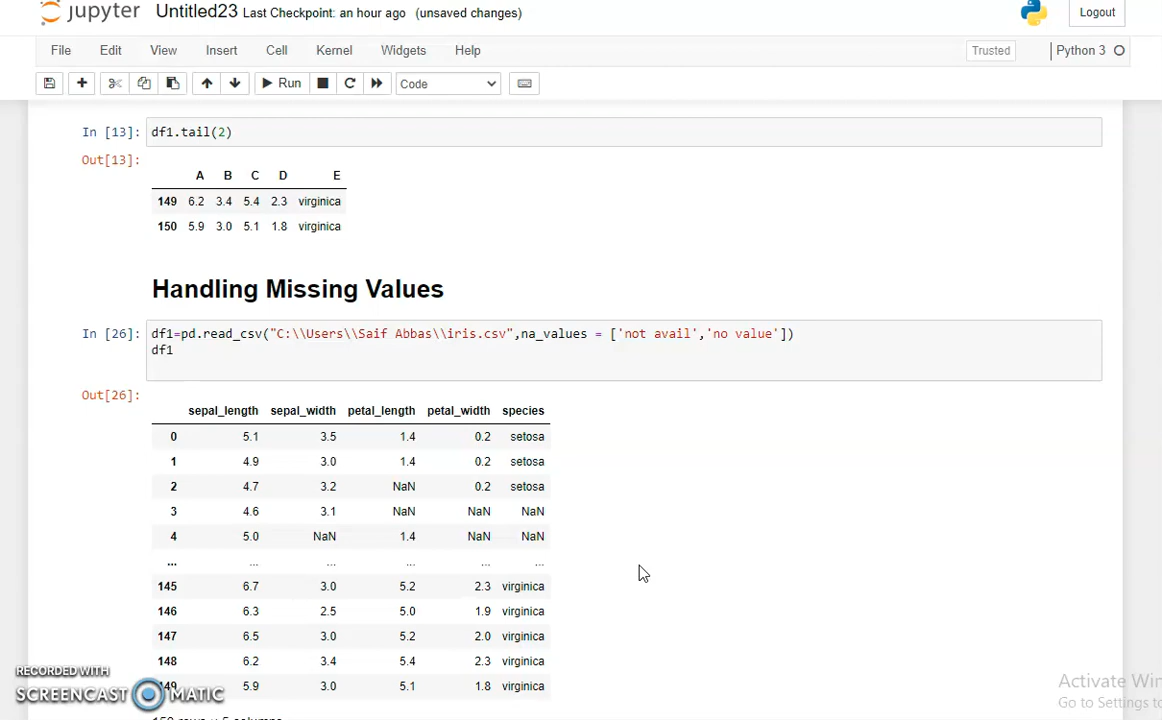 jupyter Untitled23 Last Checkpoint: an hour ago (unsaved changes) Logout
File Edit View Insert Cell Kernel Widgets Help Trusted Python 3
Run Code
In [13]: df1.tail(2)
Out[13]:
A B C D E
149 6.2 3.4 5.4 2.3 virginica
150 5.9 3.0 5.1 1.8 virginica
Handling Missing Values
In [26]: df1=pd.read_csv("C:\\Users\\Saif Abbas\\iris.csv",na_values = ['not avail','no value'])
df1
Out[26]:
sepal_length sepal_width petal_length petal_width species
0 5.1 3.5 1.4 0.2 setosa
1 4.9 3.0 1.4 0.2 setosa
2 4.7 3.2 NaN 0.2 setosa
3 4.6 3.1 NaN NaN NaN
4 5.0 NaN 1.4 NaN NaN
... ... ... ... ... ...
145 6.7 3.0 5.2 2.3 virginica
146 6.3 2.5 5.0 1.9 virginica
147 6.5 3.0 5.2 2.0 virginica
148 6.2 3.4 5.4 2.3 virginica
149 5.9 3.0 5.1 1.8 virginica
RECORDED WITH
SCREENCAST MATIC
Activate Win
Go to Settings to